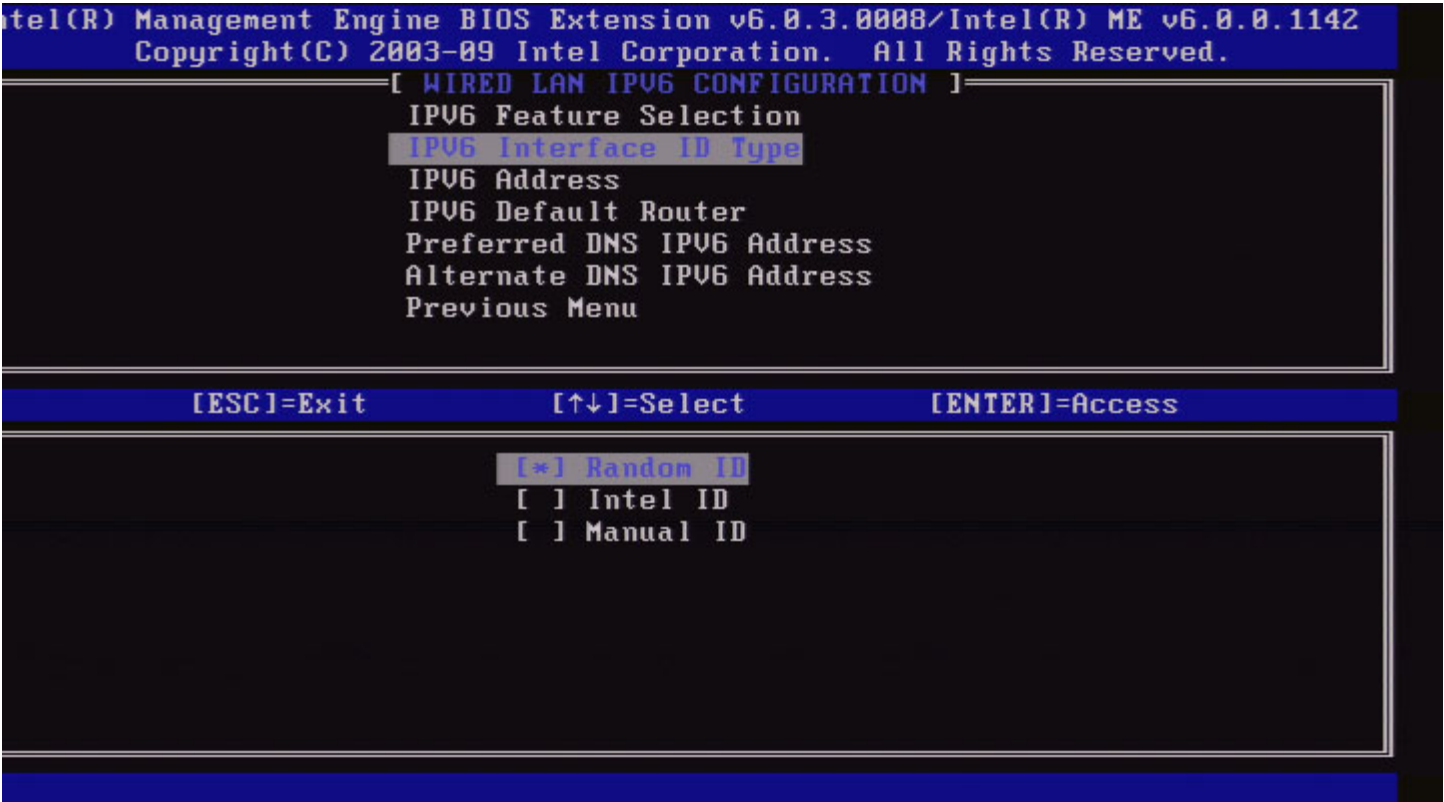 ntel(R) Management Engine BIOS Extension v6.0.3.0008/Intel(R) ME v6.0.0.1142
Copyright(C) 2003-09 Intel Corporation.  All Rights Reserved.
[ WIRED LAN IPV6 CONFIGURATION ]
IPV6 Feature Selection
IPV6 Interface ID Type
IPV6 Address
IPV6 Default Router
Preferred DNS IPV6 Address
Alternate DNS IPV6 Address
Previous Menu
[ESC]=Exit [↑↓]=Select [ENTER]=Access
[*] Random ID
[ ] Intel ID
[ ] Manual ID